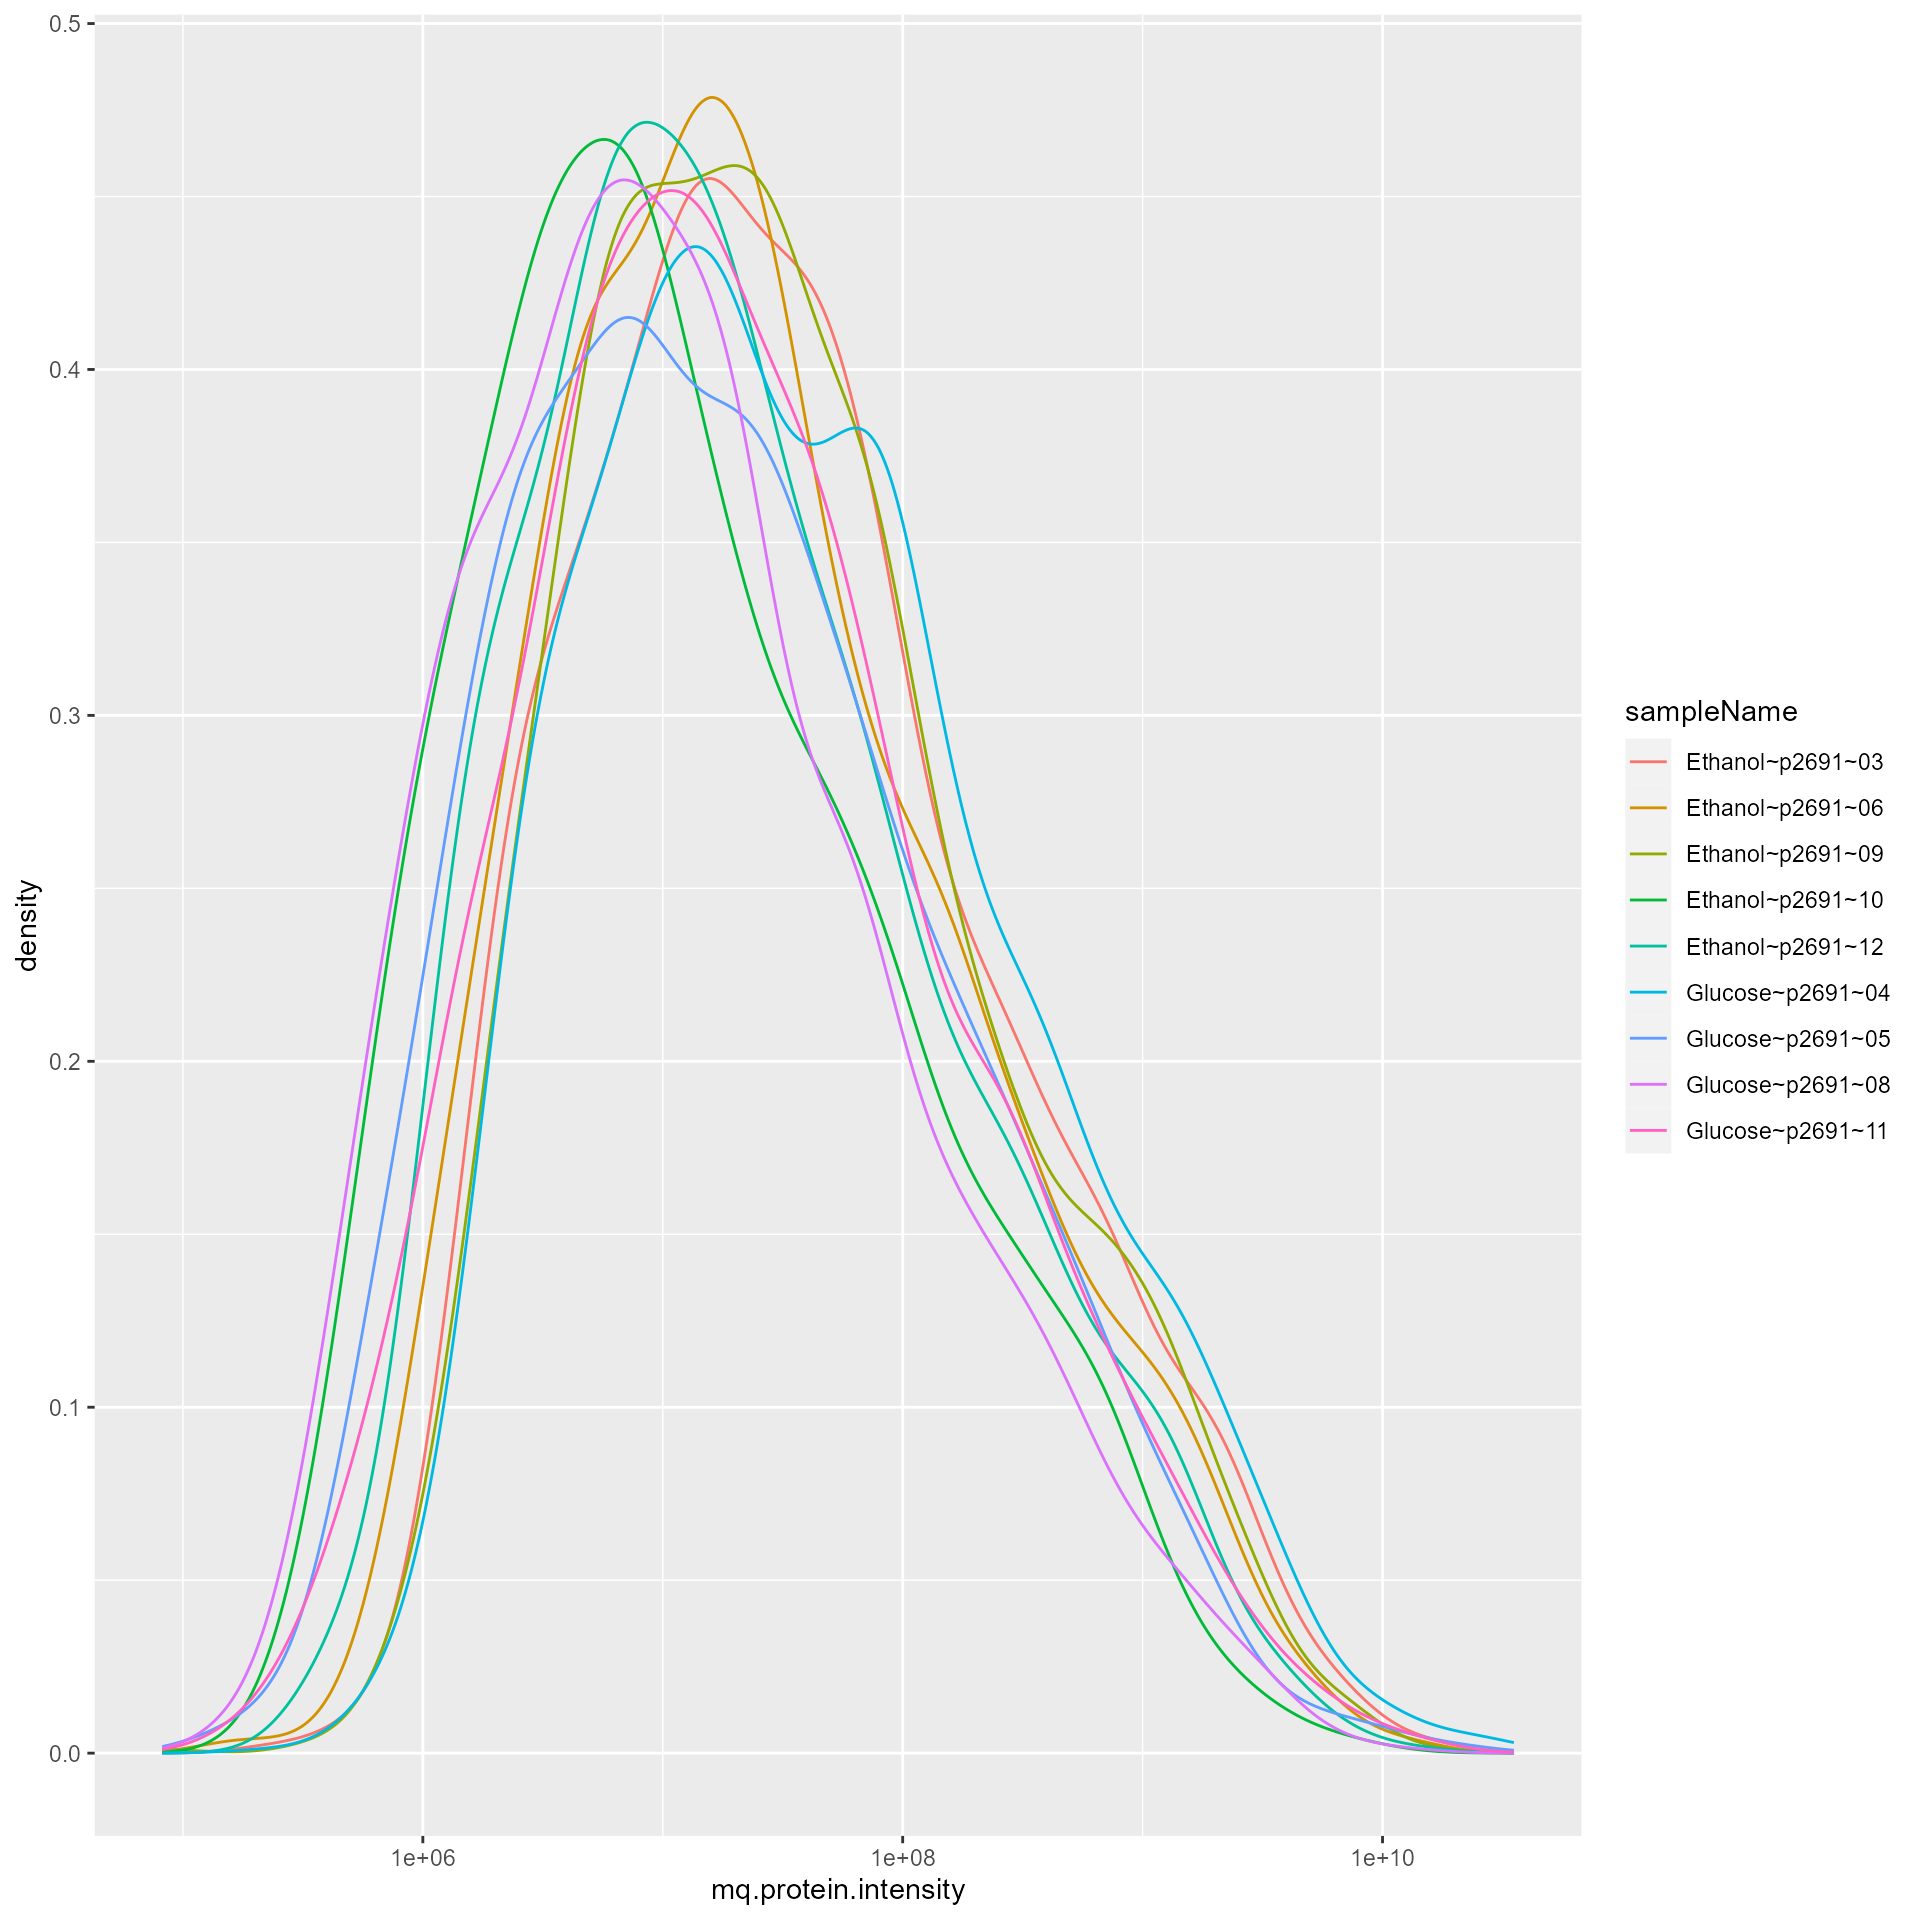 0.5
0.4
0.3
0.2
0.1
0.0
density
1e+06
1e+08
1e+10
mq.protein.intensity
sampleName
Ethanol~p2691~03
Ethanol~p2691~06
Ethanol~p2691~09
Ethanol~p2691~10
Ethanol~p2691~12
Glucose~p2691~04
Glucose~p2691~05
Glucose~p2691~08
Glucose~p2691~11